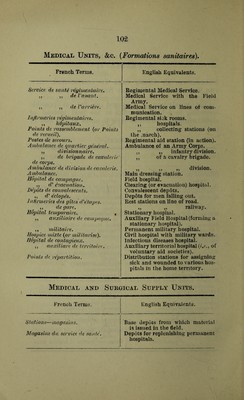 102
MEDICAL UNITS, &c. (Formations sanitaires).
French Terms. English Equivalents.
Service de santé régimentaire. Regimental Medical Service.
„ „ de l'avant. Medical Service with the Field Army.
„ „ de l'arrière. Medical Service on lines of communication.
Infirmeries régimentaires. Regimental sick rooms.
„ hôpitaux. „ hospitals
Points de rassemblement (or Points de recueil). „ collecting stations (on the march).
Postes de secours. Regimental aid station (in action).
Ambulance de quartier général. Ambulance of an Army Corps.
„ divisionnaire. „ „ infantry division.
„ de brigade de cavalerie de corps. „ of a cavalry brigade.
Ambulance de division de cavalerie. „ „ division.
Ambulance. Main dressing station.
Hôpital de campagne. Field hospital.
„ d' évacuation. Clearing (or evacuation) hospital.
Dépôts de convalescents. Convalescent depots.
„ d' éclopés. Depots for men falling out.
Infirmeries des gîtes d'étapes. Rest stations on line of road.
„ de gare. „ „ railway.
Hôpital temporaire. Stationary hospital.
„ auxiliaire de campagne. Auxiliary Field Hospital (forming a stationary hospital).
„ militaire. Permanent military hospital.
Hospice mixte (or militarisé). Civil hospital with military wards.
Hôpital de contagieux. Infectious diseases hospital.
„ auxiliaire de territoire. Auxiliary territorial hospital (i.e., of voluntary aid societies).
Points de répartition. Distribution stations for assigning sick and wounded to various hospitals in the home territory.
MEDICAL AND SURGICAL SUPPLY UNITS.
French Terms. English Equivalents.
Stations—magasins. Base depots from which material is issued in the field.
Magasins du service de santé. Depots for replenishing permanent hospitals.